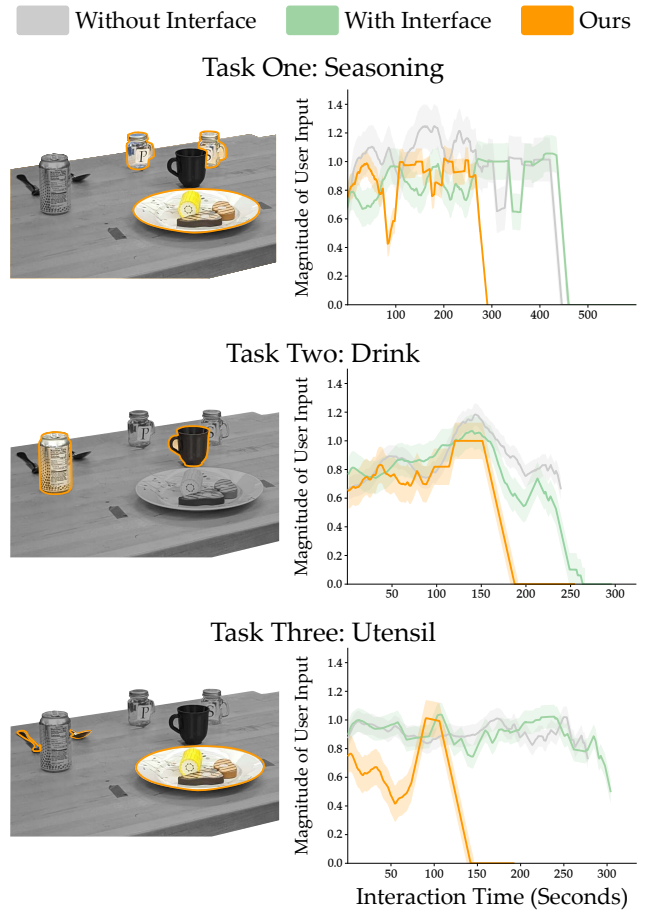 Without Interface With Interface Ours
Task One: Seasoning
P
S
Magnitude of User Input
1.4
1.2
1.0
0.8
0.6
0.4
0.2
0.0
100 200 300 400 500
Task Two: Drink
P
S
Magnitude of User Input
1.4
1.2
1.0
0.8
0.6
0.4
0.2
0.0
50 100 150 200 250 300
Task Three: Utensil
P
S
Magnitude of User Input
1.4
1.2
1.0
0.8
0.6
0.4
0.2
0.0
50 100 150 200 250 300
Interaction Time (Seconds)